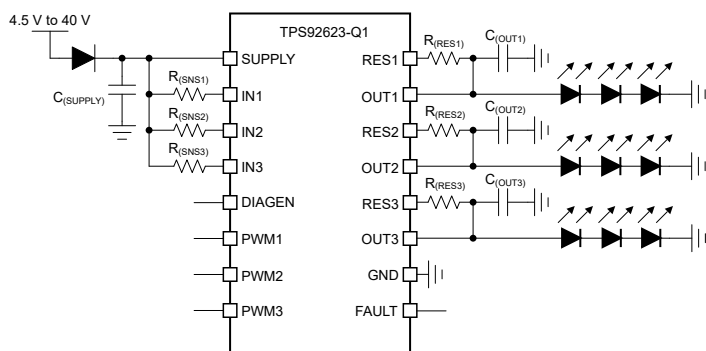 4.5 V to 40 V
TPS92623-Q1
C(SUPPLY)
R(SNS1)
R(SNS2)
R(SNS3)
SUPPLY
IN1
IN2
IN3
DIAGEN
PWM1
PWM2
PWM3
RES1
OUT1
RES2
OUT2
RES3
OUT3
GND
FAULT
R(RES1)
C(OUT1)
R(RES2)
C(OUT2)
R(RES3)
C(OUT3)